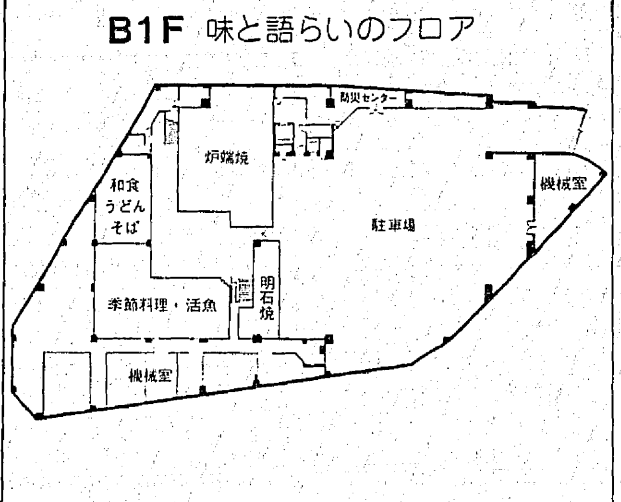 B1F 味と語らいのフロア
防災センター
炉端焼
和食
うどん
そば
機械室
駐車場
明石焼
季節料理・活魚
機械室